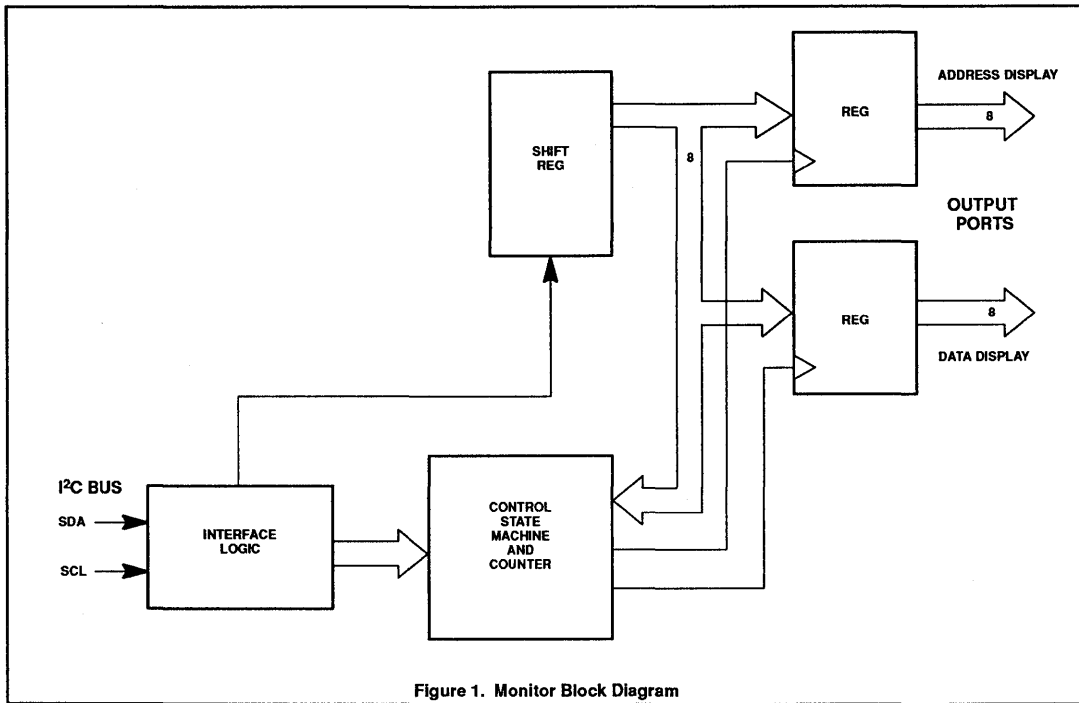 ADDRESS DISPLAY
8
REG
SHIFT
REG
8
OUTPUT
PORTS
REG
8
DATA DISPLAY
I²C BUS
SDA
SCL
INTERFACE
LOGIC
CONTROL
STATE
MACHINE
AND
COUNTER
Figure 1. Monitor Block Diagram